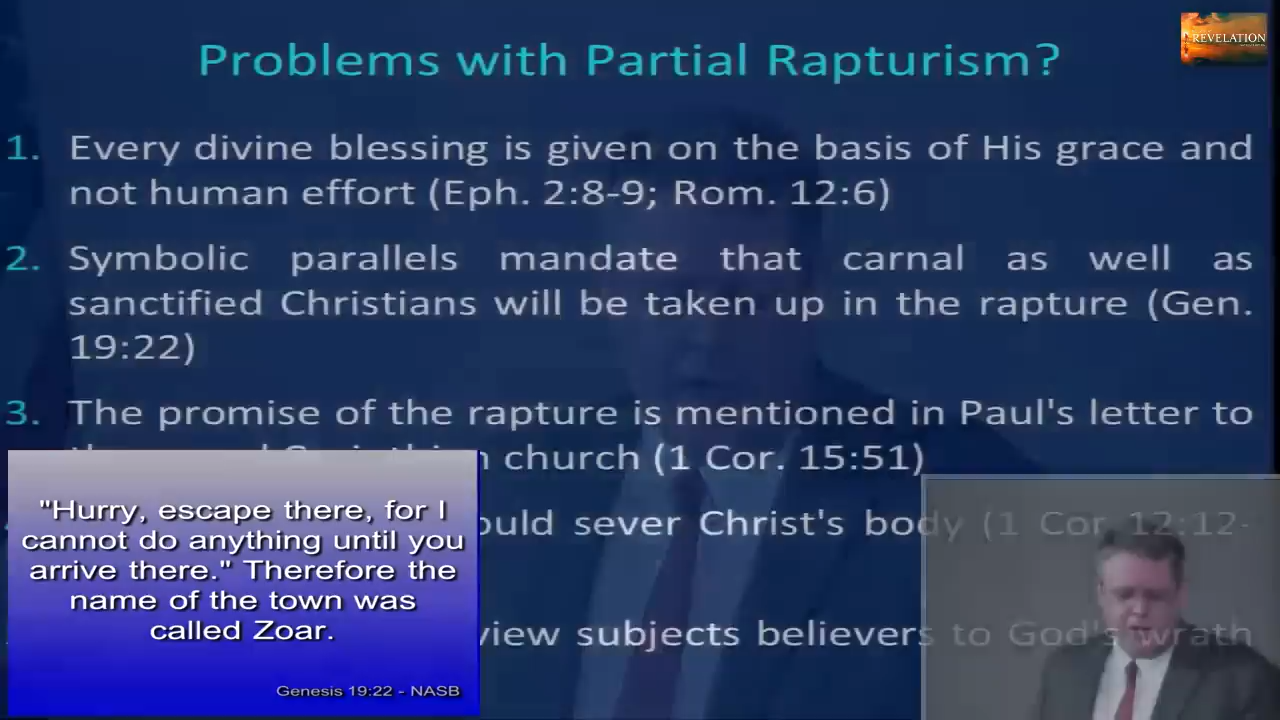 Problems with Partial Rapturism?
REVELATION
1. Every divine blessing is given on the basis of His grace and
not human effort (Eph. 2:8-9; Rom. 12:6)
2. Symbolic parallels mandate that carnal as well as
sanctified Christians will be taken up in the rapture (Gen.
19:22)
3. The promise of the rapture is mentioned in Paul's letter to
church (1 Cor. 15:51)
sever Christ's body (1 Cor 12:12-
view subjects believers to God's wrath
"Hurry, escape there, for I
cannot do anything until you
arrive there." Therefore the
name of the town was
called Zoar.
Genesis 19:22 - NASB